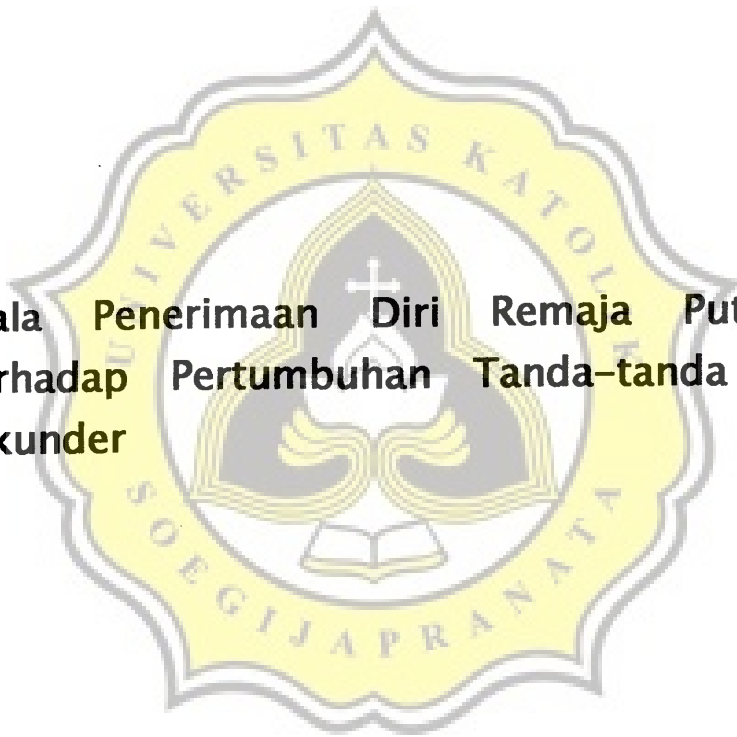 UNIVERSITAS KATOLIK
ala Penerimaan Diri Remaja Put
rhadap Pertumbuhan Tanda-tanda
kunder
SOEGIJAPRANATA